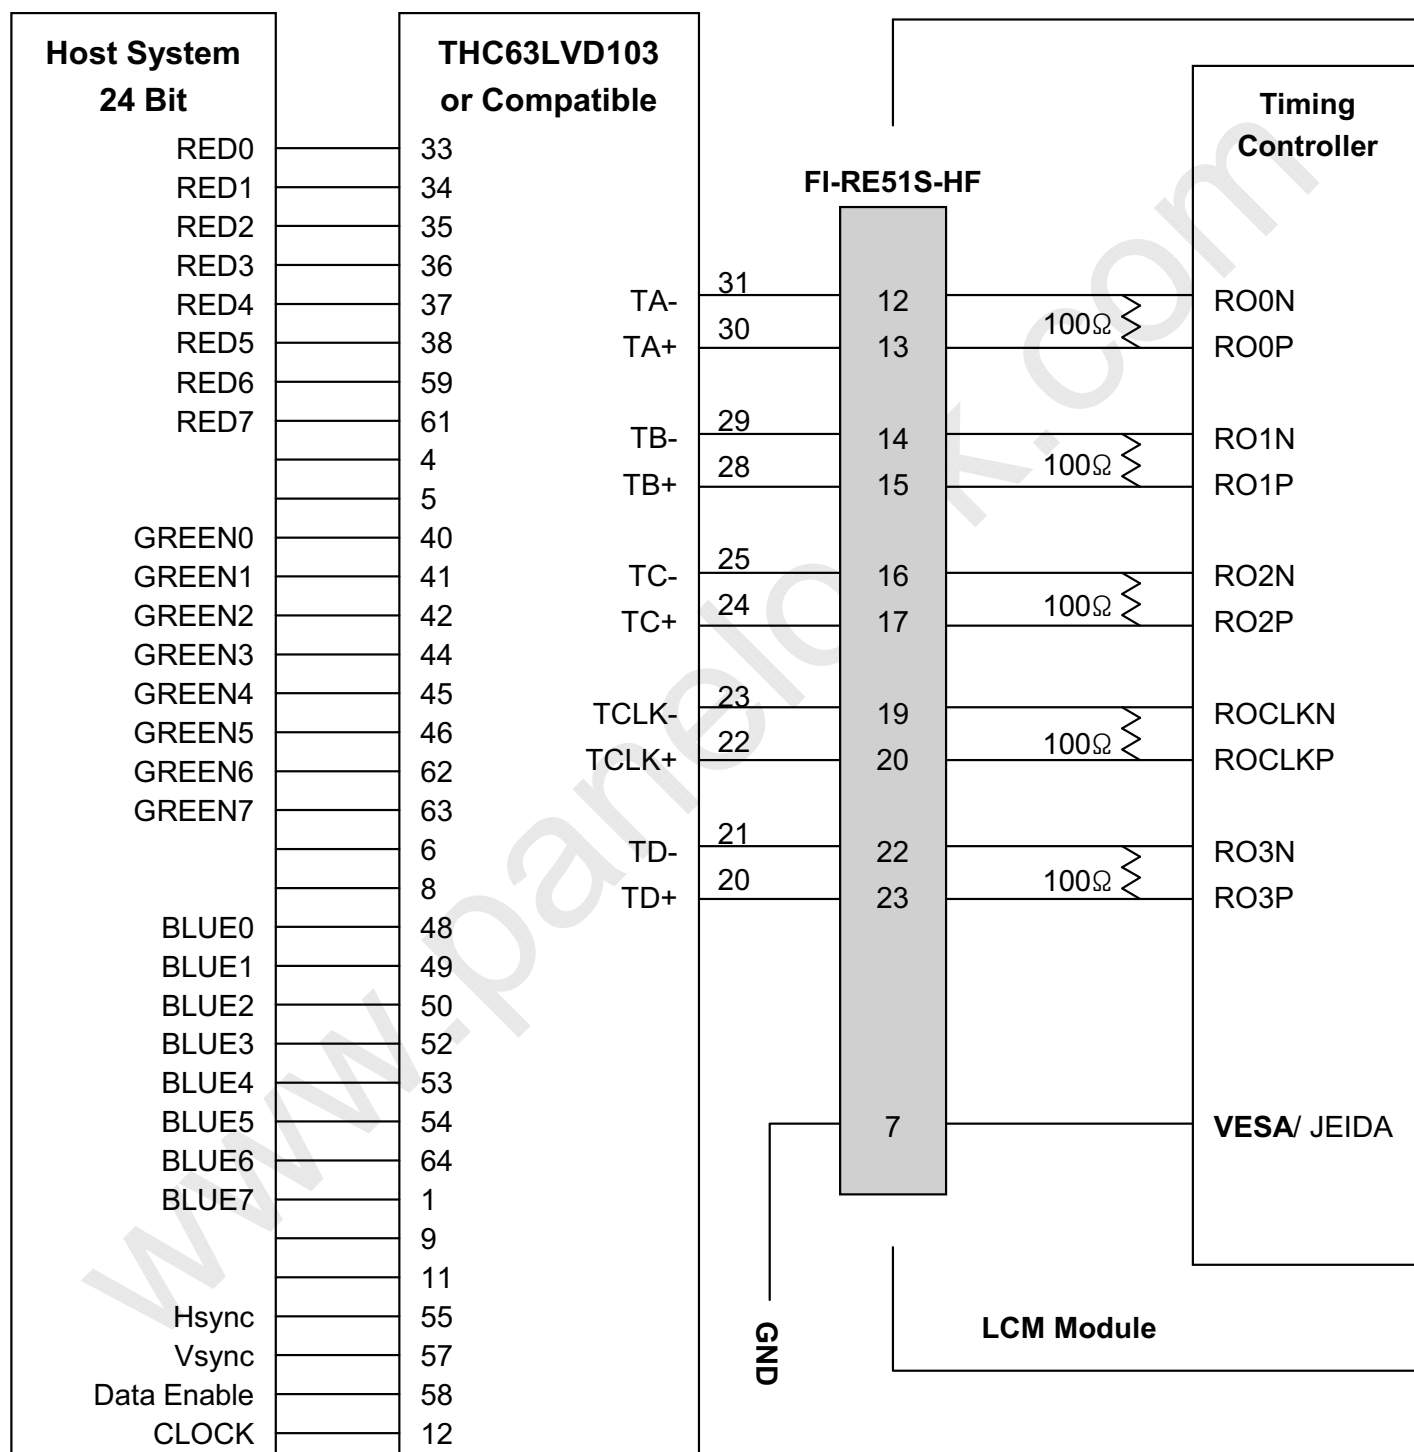 Host System
24 Bit
RED0
RED1
RED2
RED3
RED4
RED5
RED6
RED7
GREEN0
GREEN1
GREEN2
GREEN3
GREEN4
GREEN5
GREEN6
GREEN7
BLUE0
BLUE1
BLUE2
BLUE3
BLUE4
BLUE5
BLUE6
BLUE7
Hsync
Vsync
Data Enable
CLOCK
THC63LVD103
or Compatible
33
34
35
36
37
38
59
61
4
5
40
41
42
44
45
46
62
63
6
8
48
49
50
52
53
54
64
1
9
11
55
57
58
12
TA-
TA+
TB-
TB+
TC-
TC+
TCLK-
TCLK+
TD-
TD+
31
30
29
28
25
24
23
22
21
20
GND
FI-RE51S-HF
12
13
14
15
16
17
19
20
22
23
7
100Ω
100Ω
100Ω
100Ω
100Ω
Timing
Controller
RO0N
RO0P
RO1N
RO1P
RO2N
RO2P
ROCLKN
ROCLKP
RO3N
RO3P
VESA/ JEIDA
LCM Module